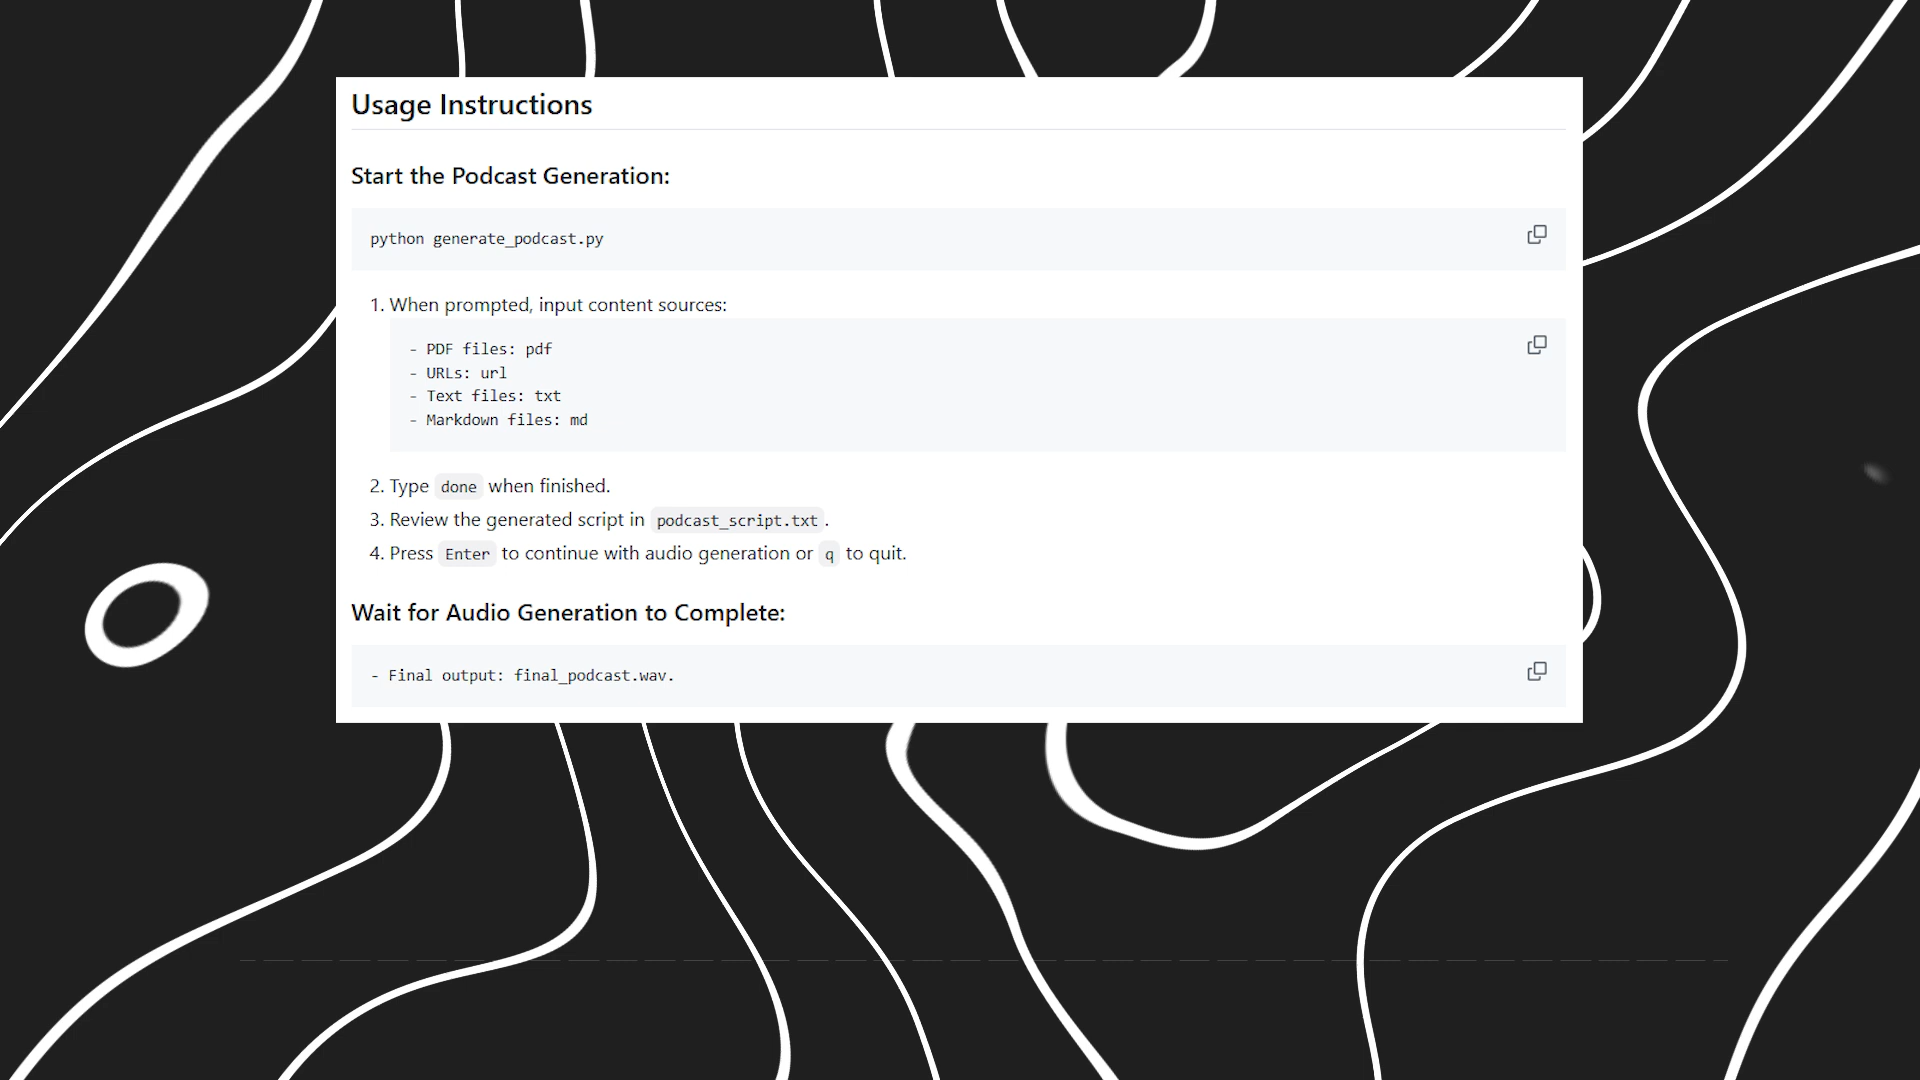 Usage Instructions
Start the Podcast Generation:
python generate_podcast.py
1. When prompted, input content sources:
- PDF files: pdf
- URLs: url
- Text files: txt
- Markdown files: md
2. Type done when finished.
3. Review the generated script in podcast_script.txt.
4. Press Enter to continue with audio generation or q to quit.
Wait for Audio Generation to Complete:
- Final output: final_podcast.wav.